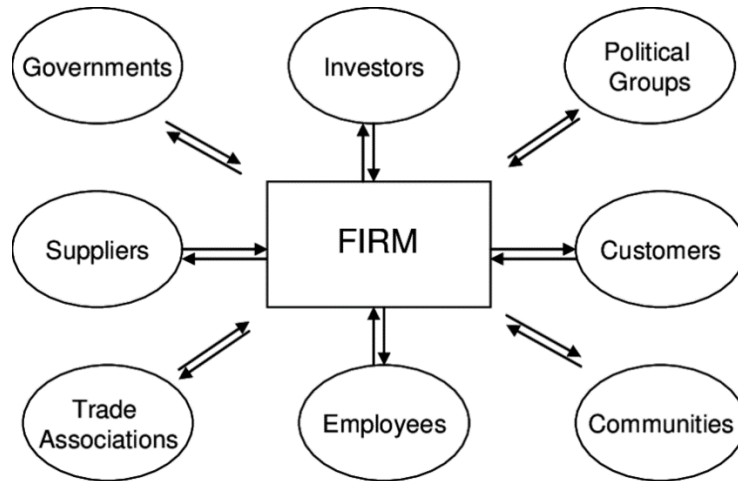 Governments
Investors
Political
Groups
Suppliers
FIRM
Customers
Trade
Associations
Employees
Communities